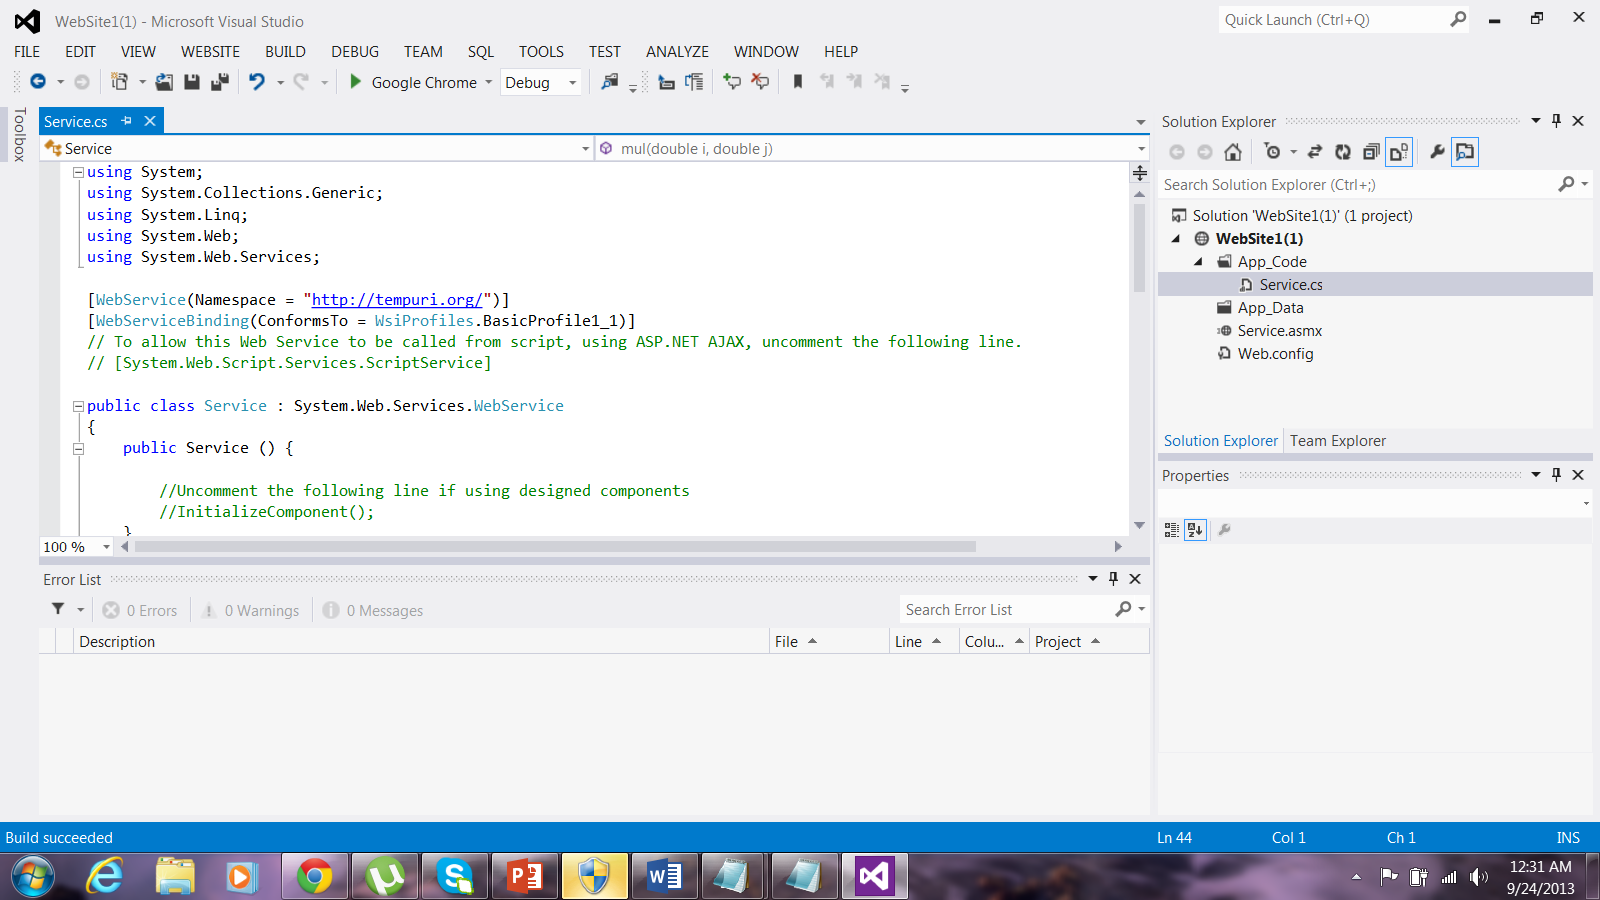 WebSite1(1) - Microsoft Visual Studio
Quick Launch (Ctrl+Q)
FILE EDIT VIEW WEBSITE BUILD DEBUG TEAM SQL TOOLS TEST ANALYZE WINDOW HELP
Google Chrome Debug
Toolbox
Service.cs
Service
mul(double i, double j)
using System;
using System.Collections.Generic;
using System.Linq;
using System.Web;
using System.Web.Services;
[WebService(Namespace = "http://tempuri.org/")]
[WebServiceBinding(ConformsTo = WsiProfiles.BasicProfile1_1)]
// To allow this Web Service to be called from script, using ASP.NET AJAX, uncomment the following line.
// [System.Web.Script.Services.ScriptService]
public class Service : System.Web.Services.WebService
{
public Service () {
//Uncomment the following line if using designed components
//InitializeComponent();
}
100 %
Solution Explorer
Search Solution Explorer (Ctrl+;)
Solution 'WebSite1(1)' (1 project)
WebSite1(1)
App_Code
Service.cs
App_Data
Service.asmx
Web.config
Solution Explorer Team Explorer
Properties
Error List
0 Errors 0 Warnings 0 Messages
Search Error List
Description File Line Colu... Project
Build succeeded
Ln 44 Col 1 Ch 1 INS
12:31 AM
9/24/2013